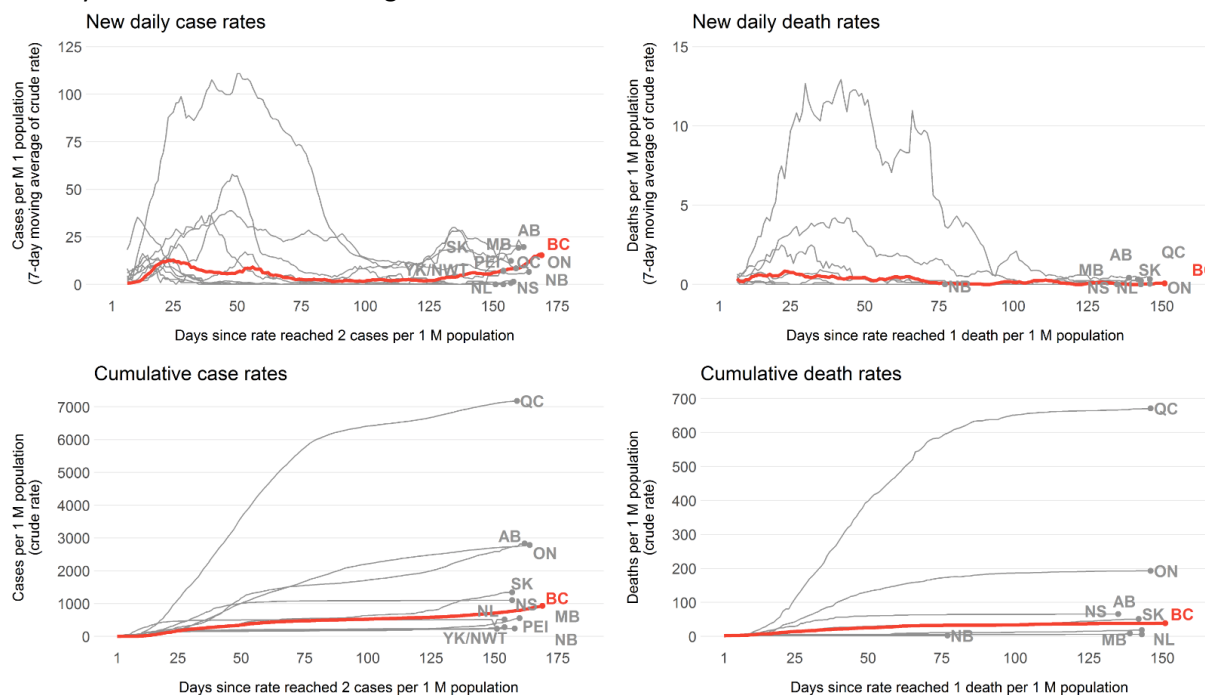 New daily case rates
Cases per M 1 population
(7-day moving average of crude rate)
125
100
75
50
25
0
AB
MB
SK
BC
PEI
QC
ON
YK/NWT
NB
NL
NS
1
25
50
75
100
125
150
175
Days since rate reached 2 cases per 1 M population
New daily death rates
Deaths per 1 M population
(7-day moving average of crude rate)
15
10
5
0
QC
AB
MB
SK
NB
NS
NL
ON
1
25
50
75
100
125
150
Days since rate reached 1 death per 1 M population
Cumulative case rates
Cases per 1 M population
(crude rate)
7000
6000
5000
4000
3000
2000
1000
0
QC
AB
ON
SK
NS
BC
NL
MB
PEI
YK/NWT
NB
1
25
50
75
100
125
150
175
Days since rate reached 2 cases per 1 M population
Cumulative death rates
Deaths per 1 M population
(crude rate)
700
600
500
400
300
200
100
0
QC
ON
AB
NS
SK
BC
NB
MB
NL
1
25
50
75
100
125
150
Days since rate reached 1 death per 1 M population